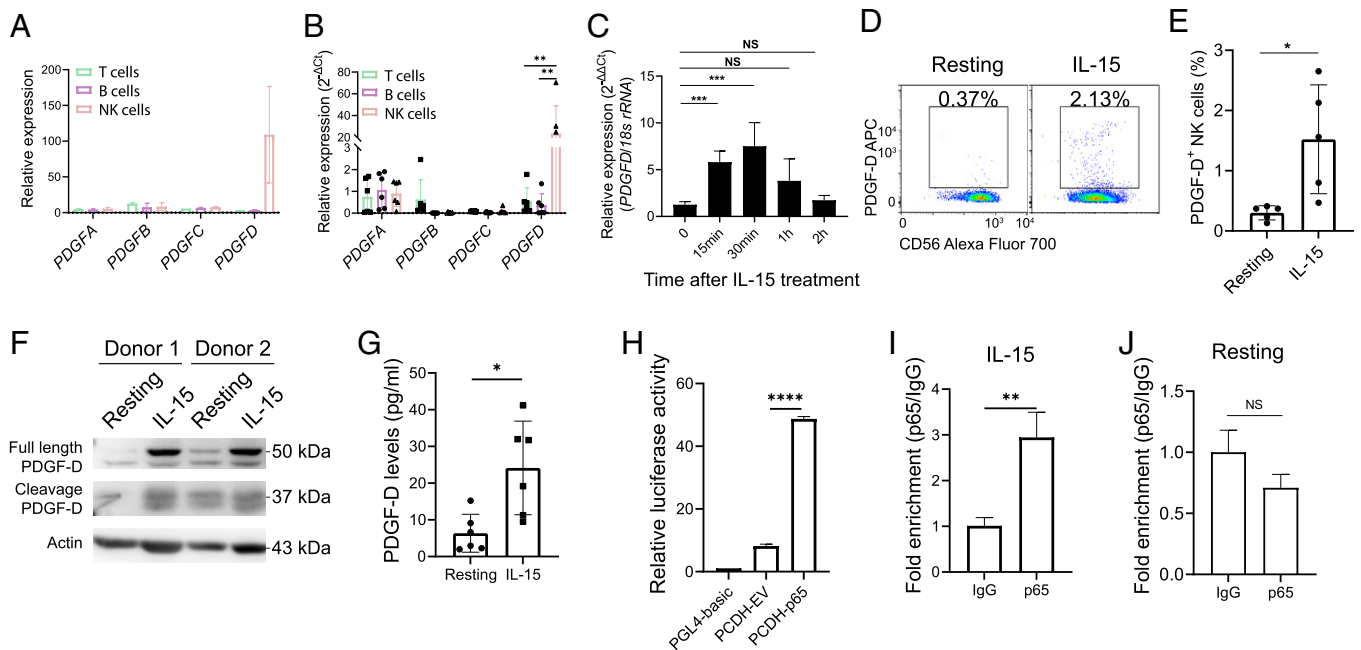 A
Relative expression
200
150
100
50
0
T cells
B cells
NK cells
PDGFA
PDGFB
PDGFC
PDGFD
B
Relative expression (2^-ΔCt)
80
60
40
20
3
2
1
0
T cells
B cells
NK cells
**
**
PDGFA
PDGFB
PDGFC
PDGFD
C
Relative expression (2^-ΔΔCt)
(PDGFD/18s rRNA)
15
10
5
0
NS
NS
***
***
0
15min
30min
1h
2h
Time after IL-15 treatment
D
Resting
IL-15
0.37%
2.13%
PDGF-D APC
10^4
10^3
0
10^3
10^4
10^3
CD56 Alexa Fluor 700
E
PDGF-D+ NK cells (%)
3
2
1
0
*
Resting
IL-15
F
Donor 1
Donor 2
Resting
IL-15
Resting
IL-15
Full length
PDGF-D
50 kDa
Cleavage
PDGF-D
37 kDa
Actin
43 kDa
G
PDGF-D levels (pg/ml)
50
40
30
20
10
0
*
Resting
IL-15
H
Relative luciferase activity
60
40
20
0
****
PGL4-basic
PCDH-EV
PCDH-p65
I
IL-15
Fold enrichment (p65/IgG)
4
3
2
1
0
**
IgG
p65
J
Resting
Fold enrichment (p65/IgG)
1.5
1.0
0.5
0.0
NS
IgG
p65